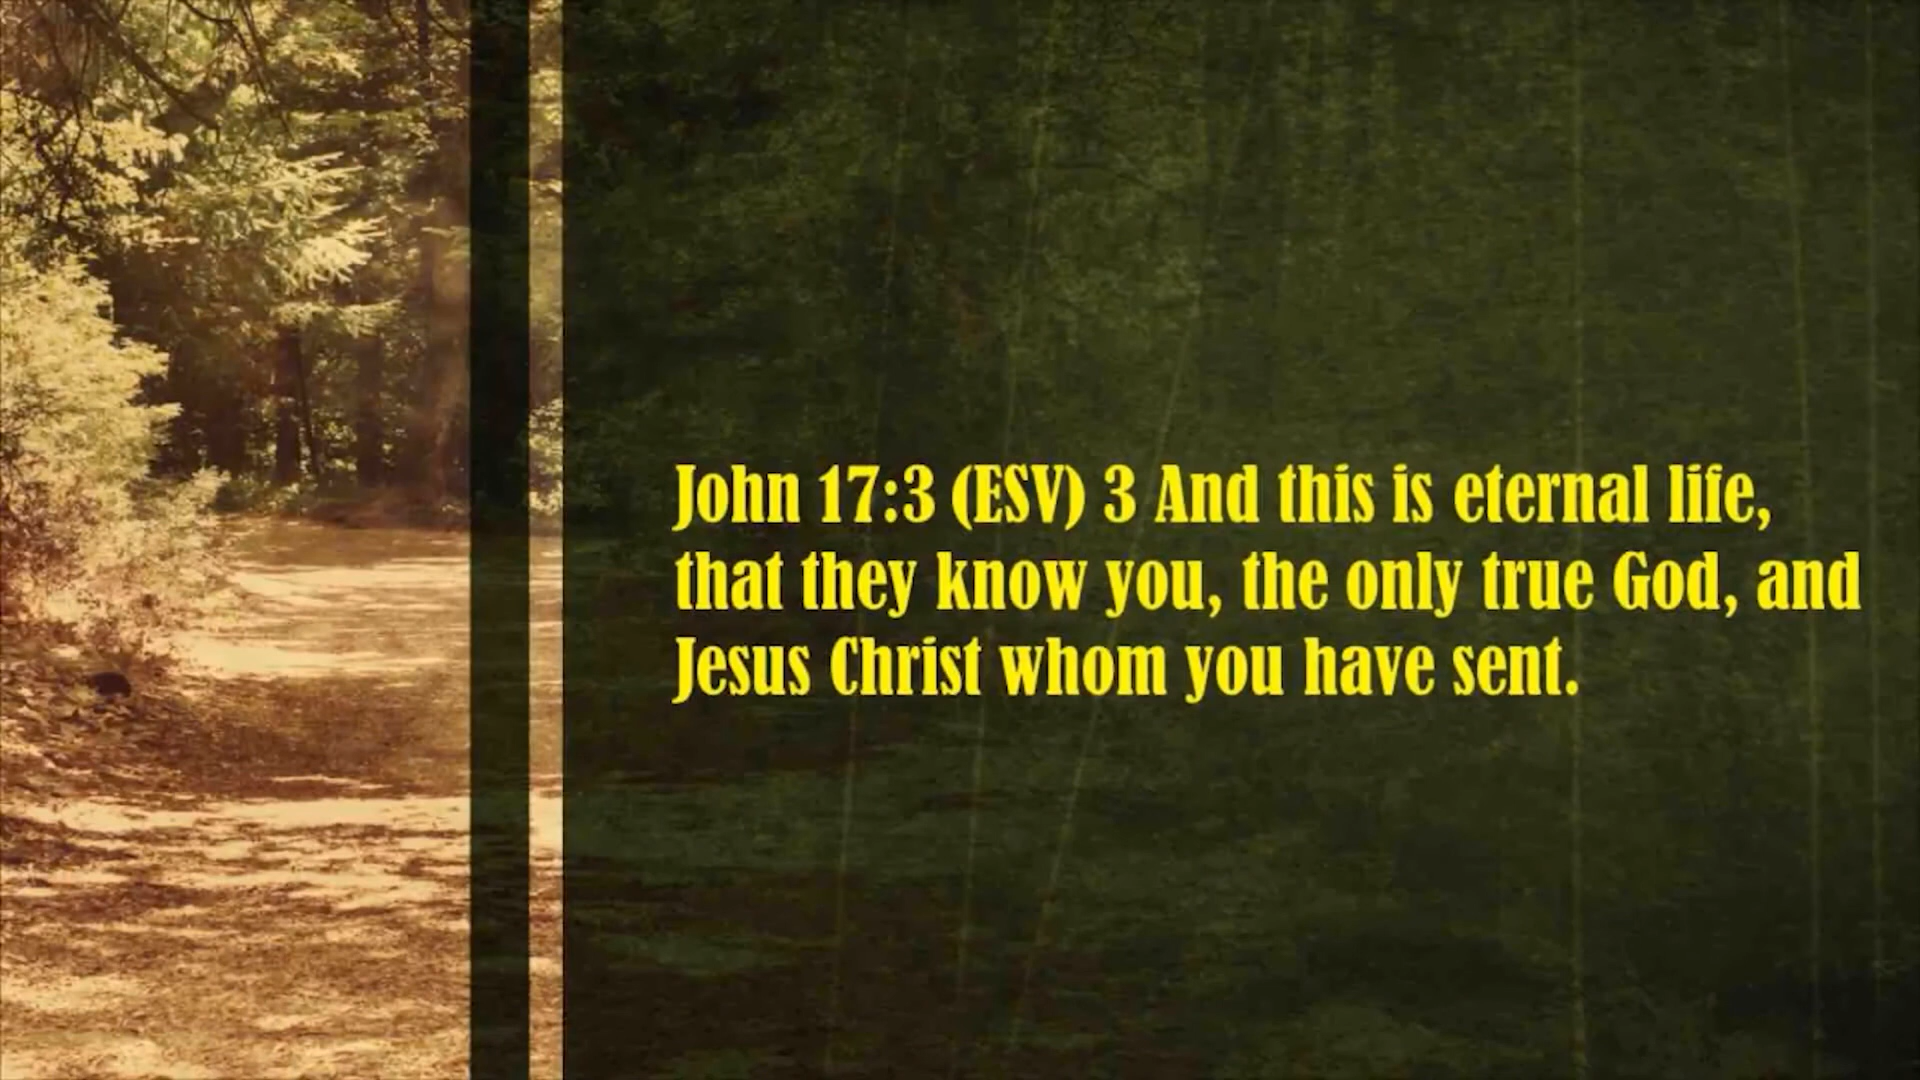 John 17:3 (ESV) 3 And this is eternal life,
that they know you, the only true God, and
Jesus Christ whom you have sent.